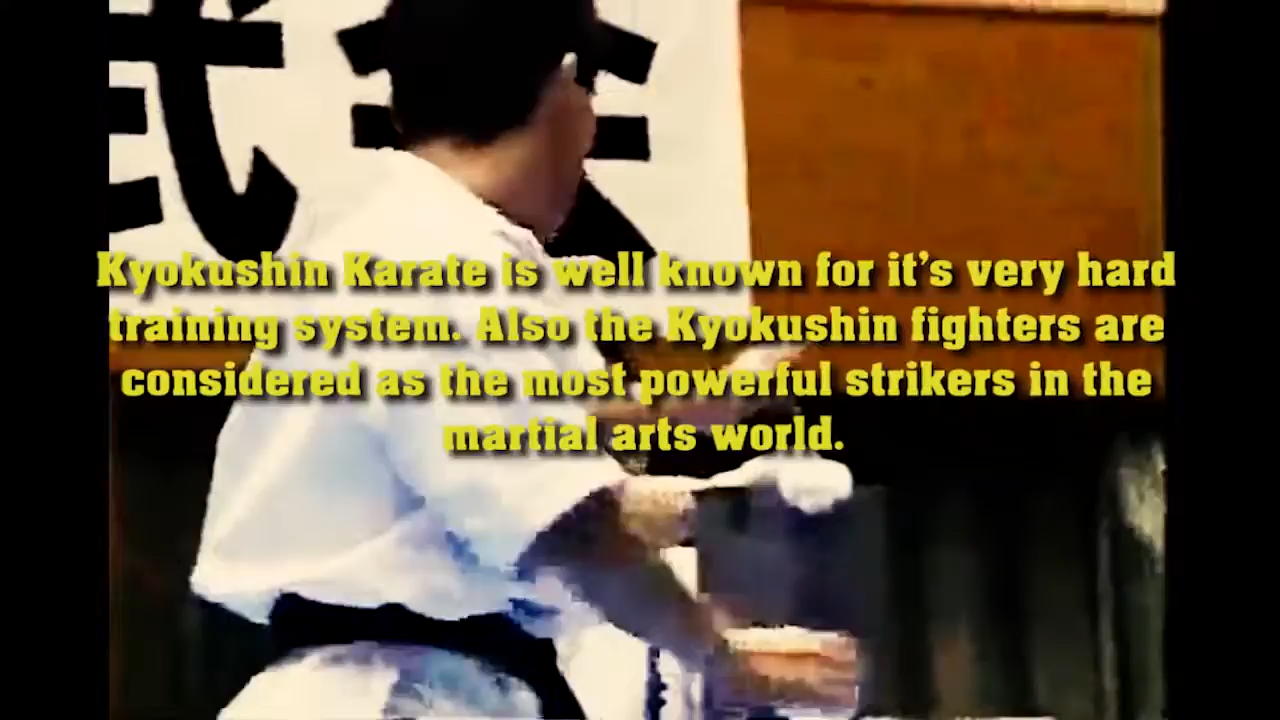 武
Kyokushin Karate is well known for it's very hard
training system. Also the Kyokushin fighters are
considered as the most powerful strikers in the
martial arts world.